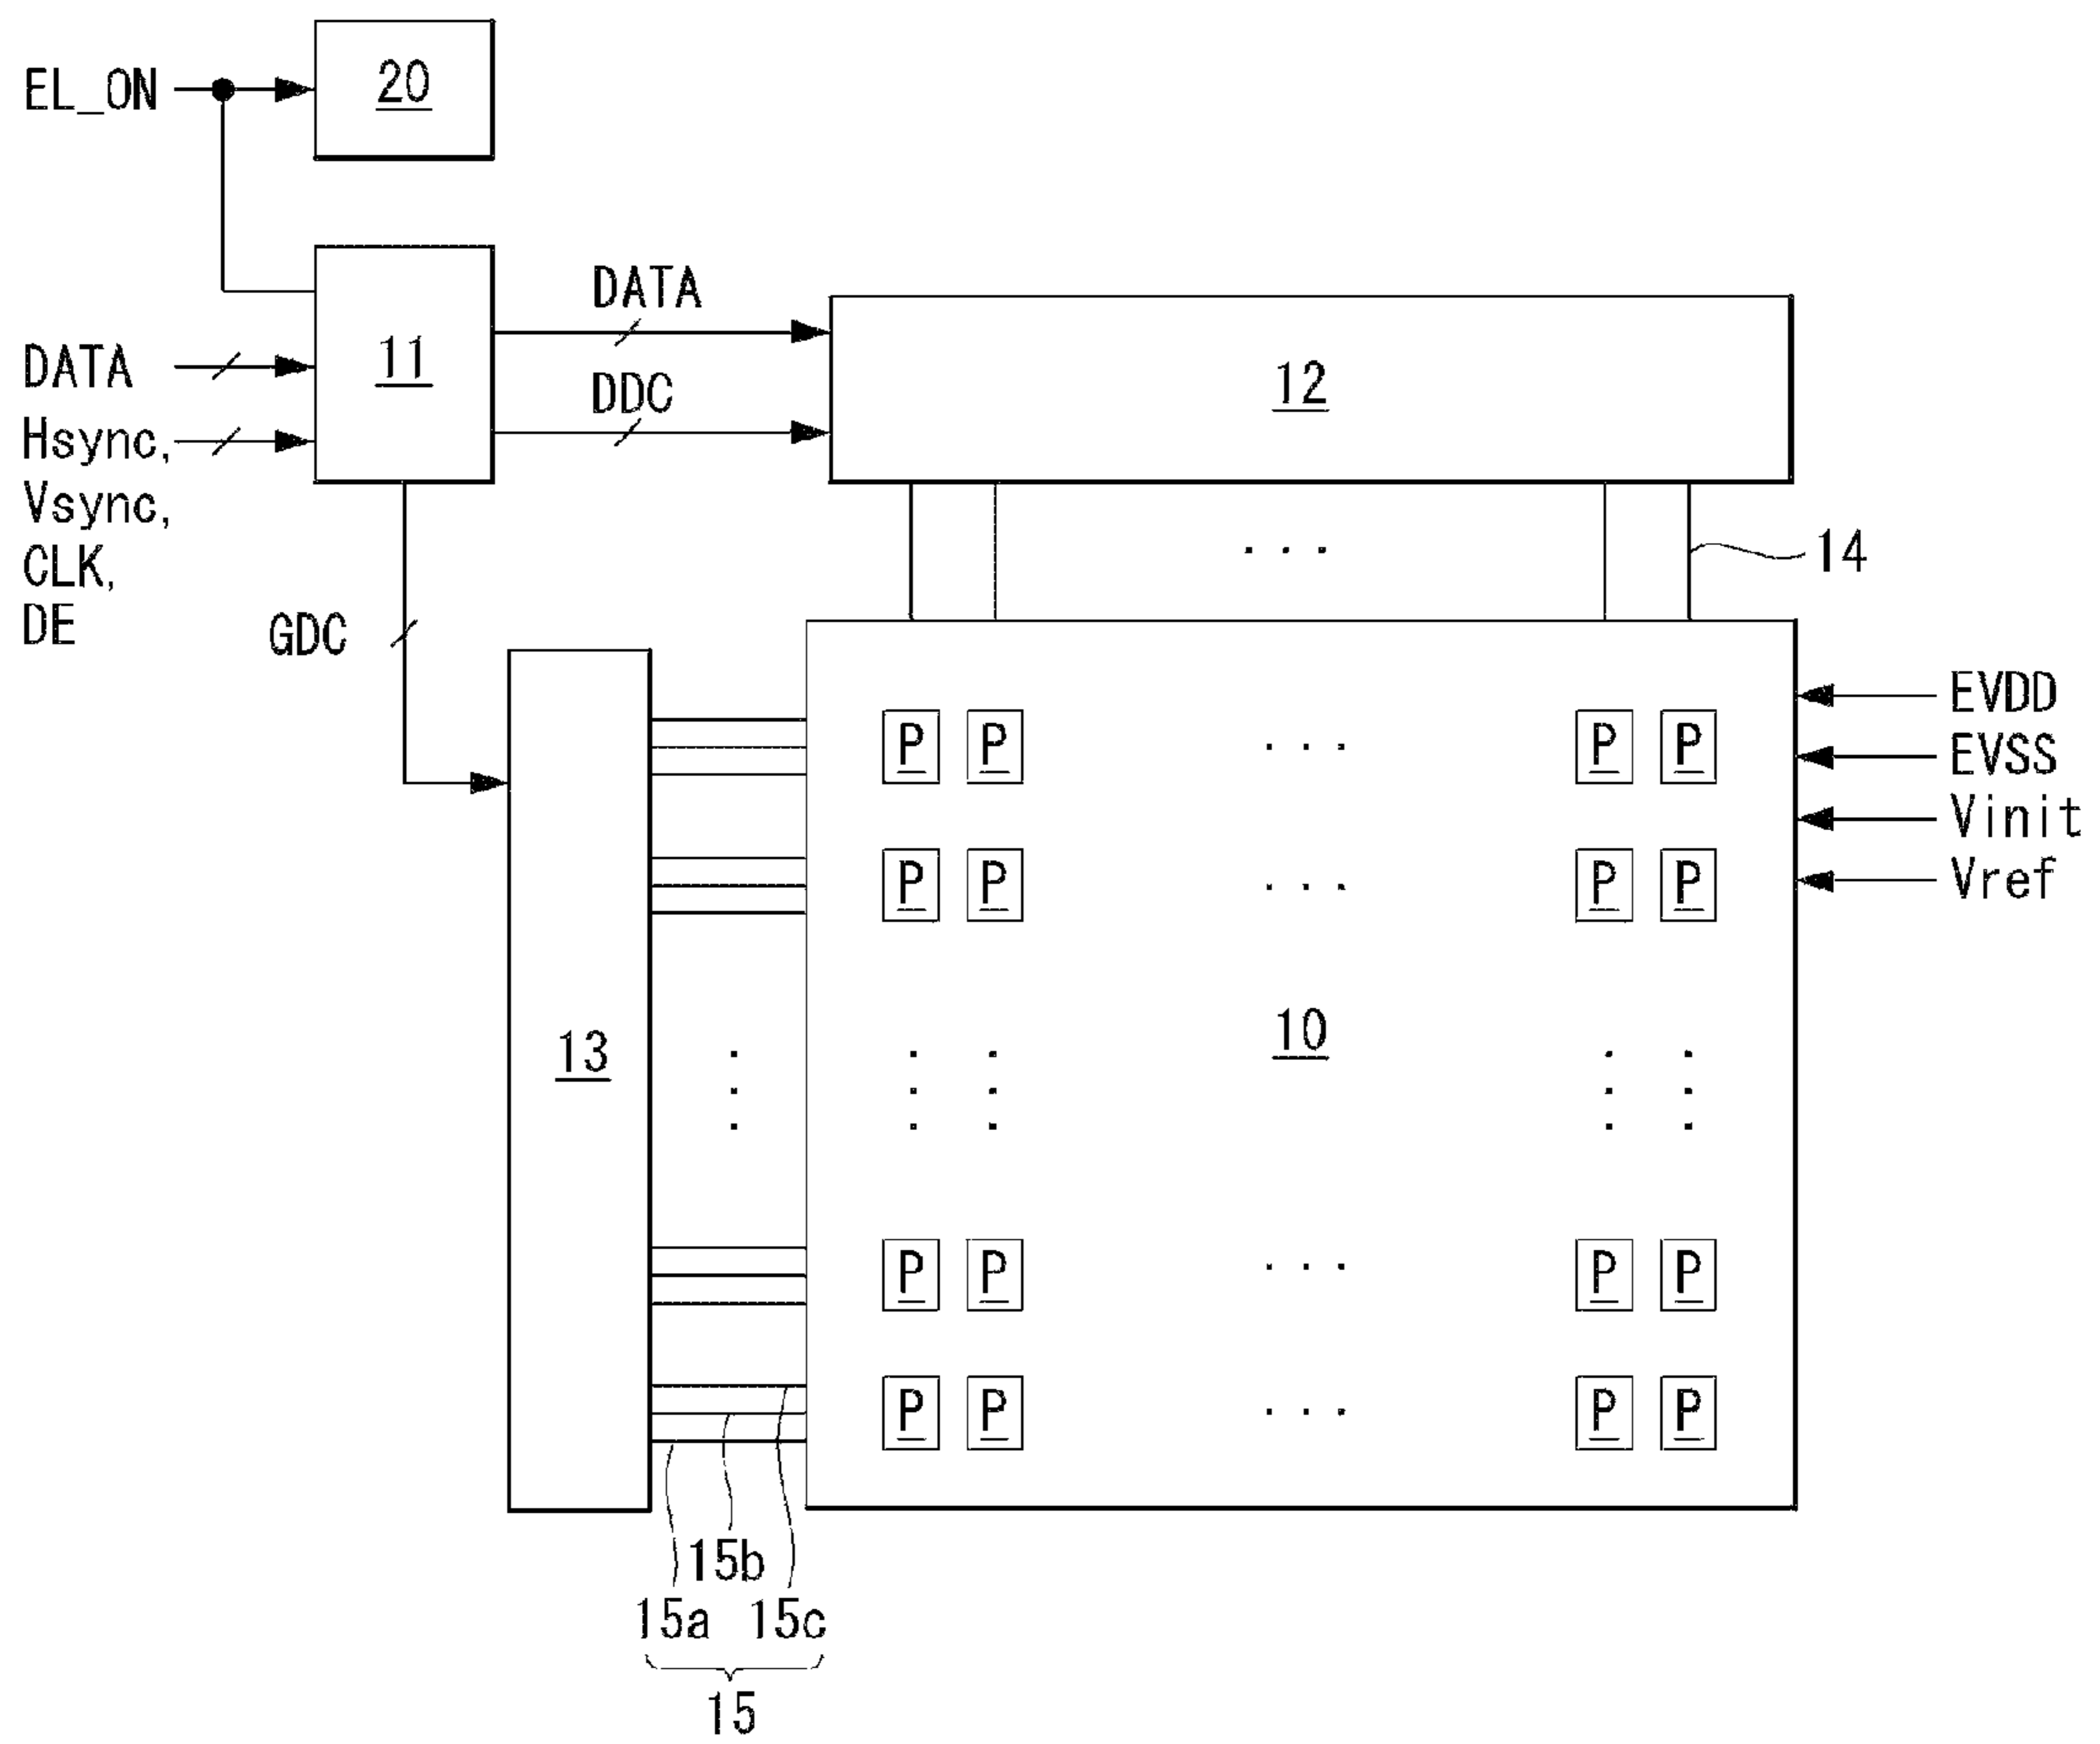 EL_ON
20
DATA
11
DATA
DDC
12
Hsync,
Vsync,
CLK,
DE
GDC
14
EVDD
EVSS
Vinit
Vref
P P P P
P P P P
13
10
P P P P
P P P P
15b
15a 15c
15